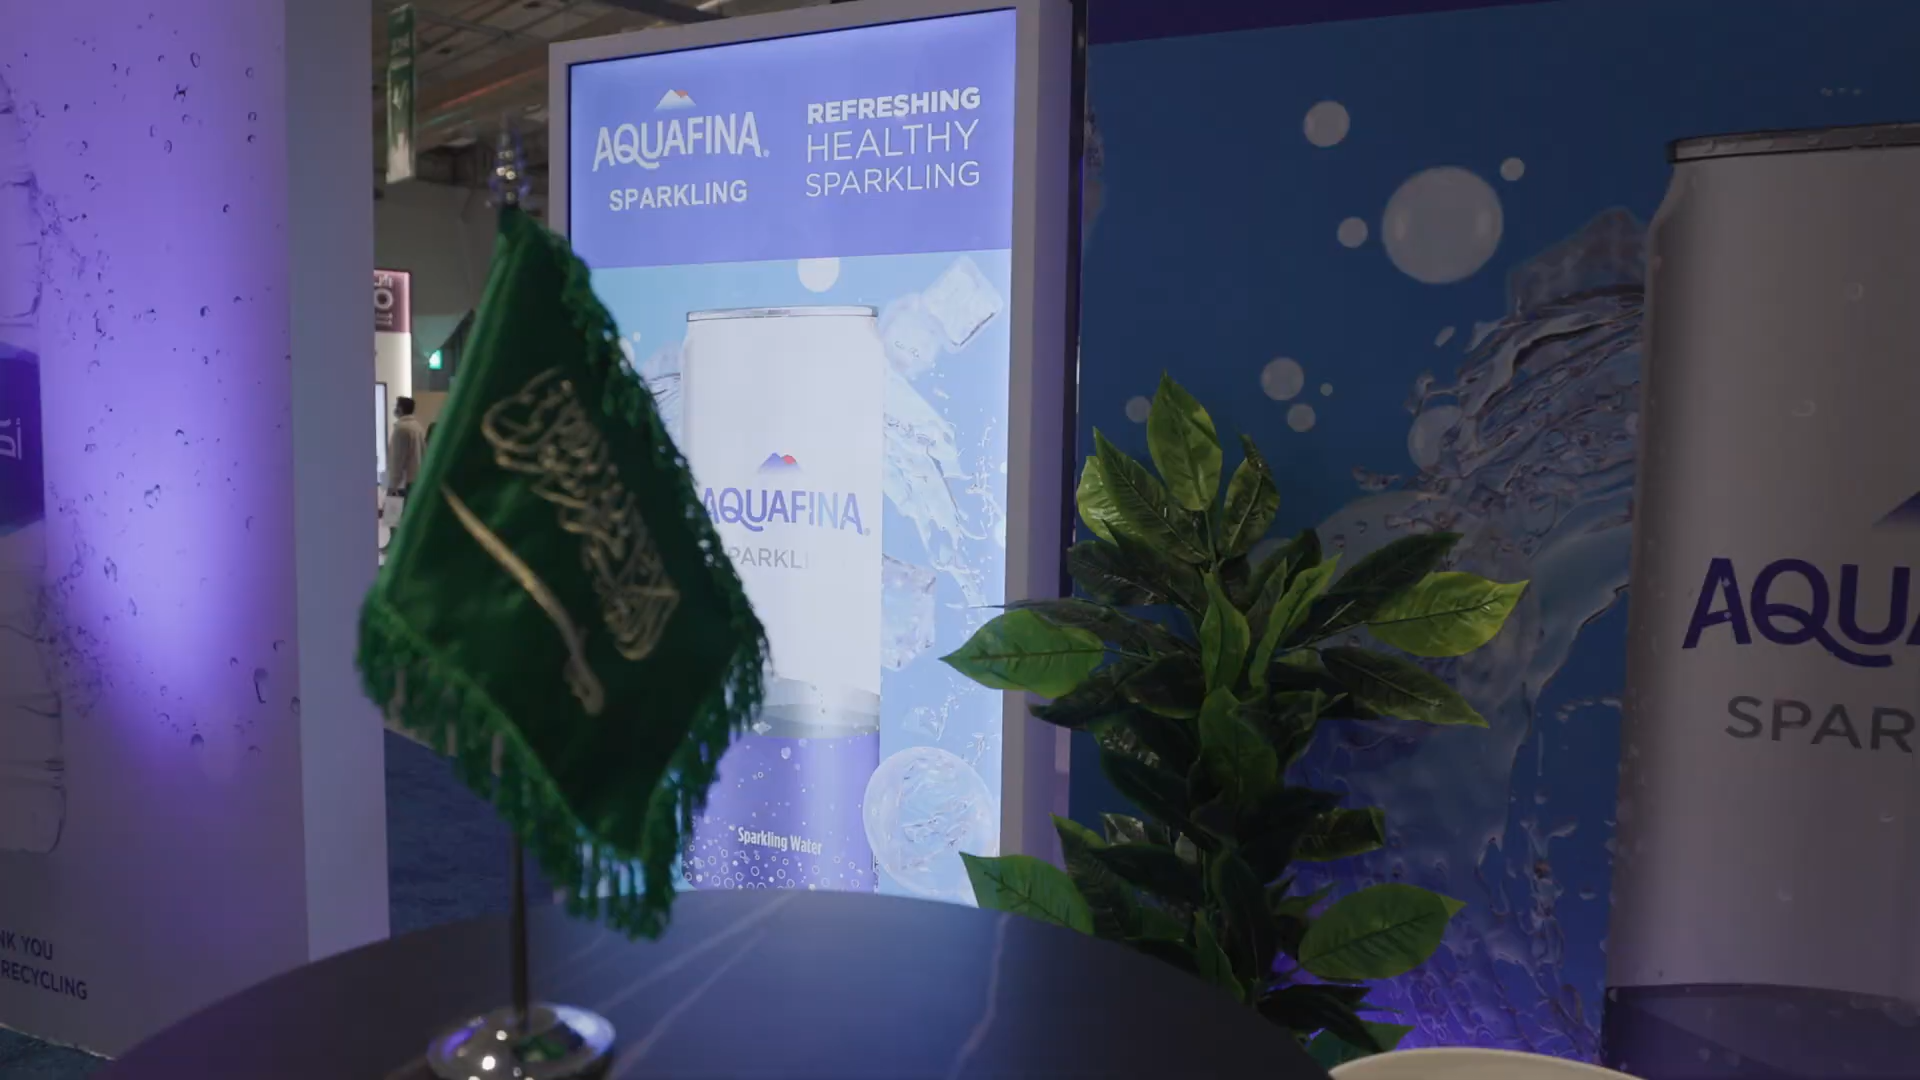 AQUAFINA
SPARKLING
REFRESHING
HEALTHY
SPARKLING
AQUAFINA
Sparkling Water
AQU
SPAR
NK YOU
RECYCLING